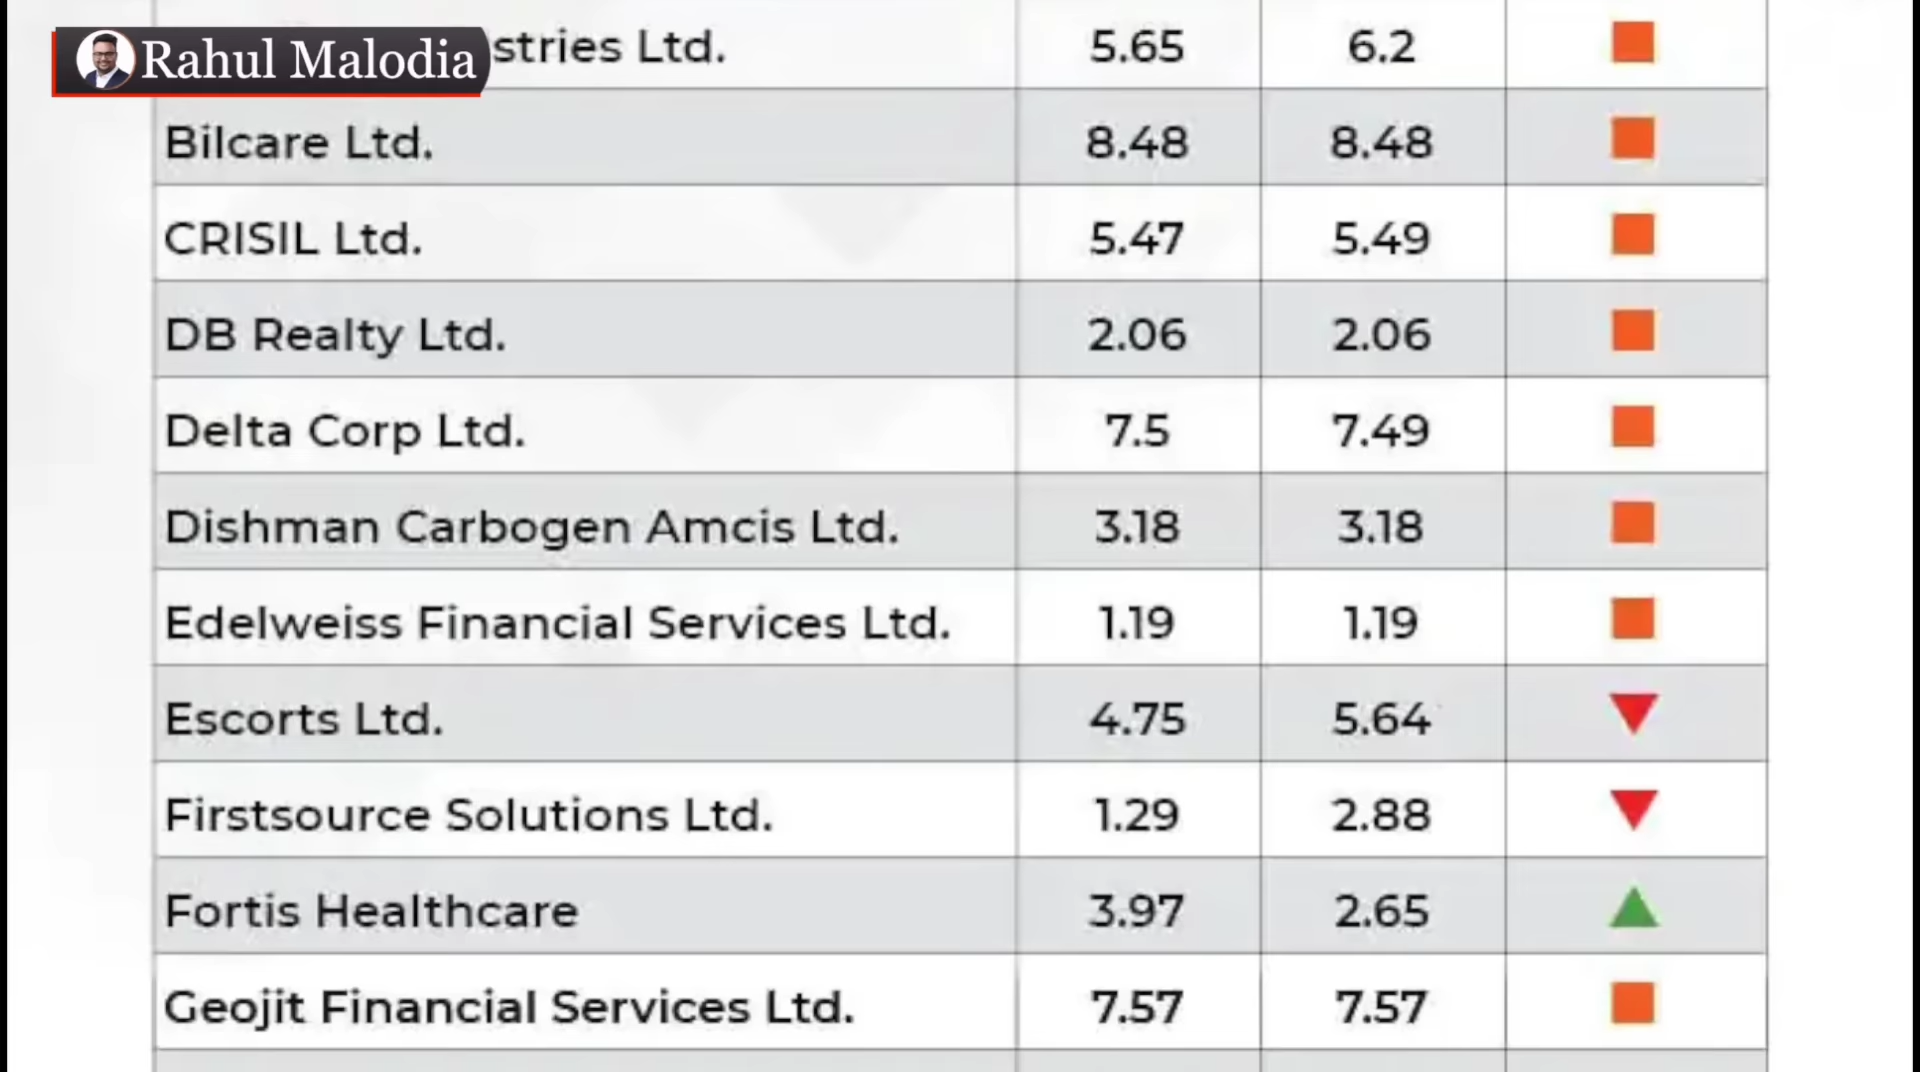 Rahul Malodia
stries Ltd. 5.65 6.2
Bilcare Ltd. 8.48 8.48
CRISIL Ltd. 5.47 5.49
DB Realty Ltd. 2.06 2.06
Delta Corp Ltd. 7.5 7.49
Dishman Carbogen Amcis Ltd. 3.18 3.18
Edelweiss Financial Services Ltd. 1.19 1.19
Escorts Ltd. 4.75 5.64
Firstsource Solutions Ltd. 1.29 2.88
Fortis Healthcare 3.97 2.65
Geojit Financial Services Ltd. 7.57 7.57